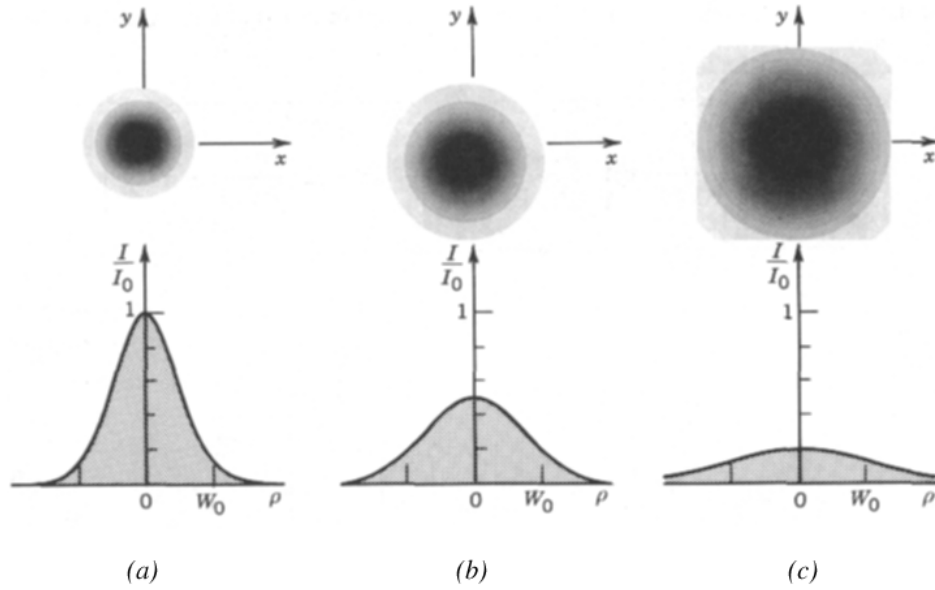 y y y
x x x
I/I₀ I/I₀ I/I₀
1 1 1
0 W₀ ρ 0 W₀ ρ 0 W₀ ρ
(a) (b) (c)